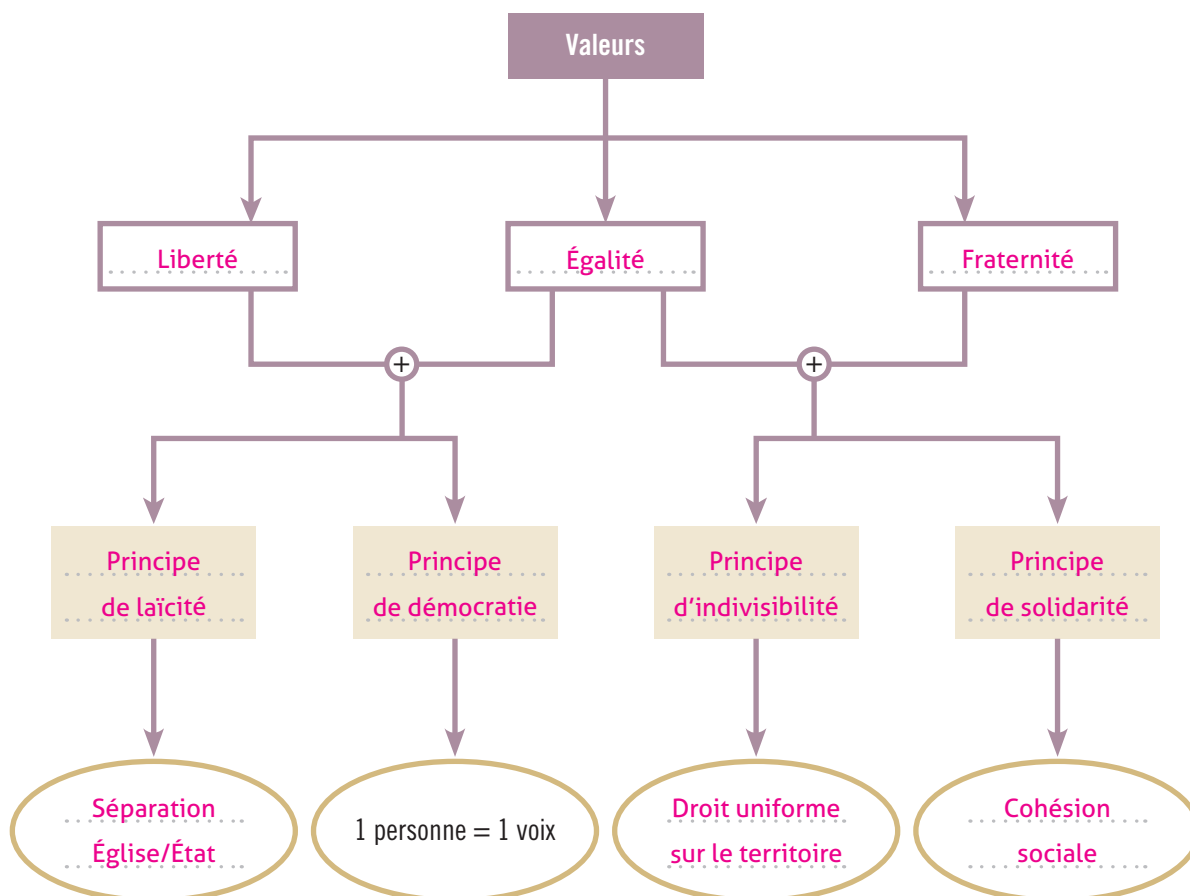 Valeurs
Liberté
Égalité
Fraternité
+
+
Principe
de laïcité
Principe
de démocratie
Principe
d'indivisibilité
Principe
de solidarité
Séparation
Église/État
1 personne = 1 voix
Droit uniforme
sur le territoire
Cohésion
sociale